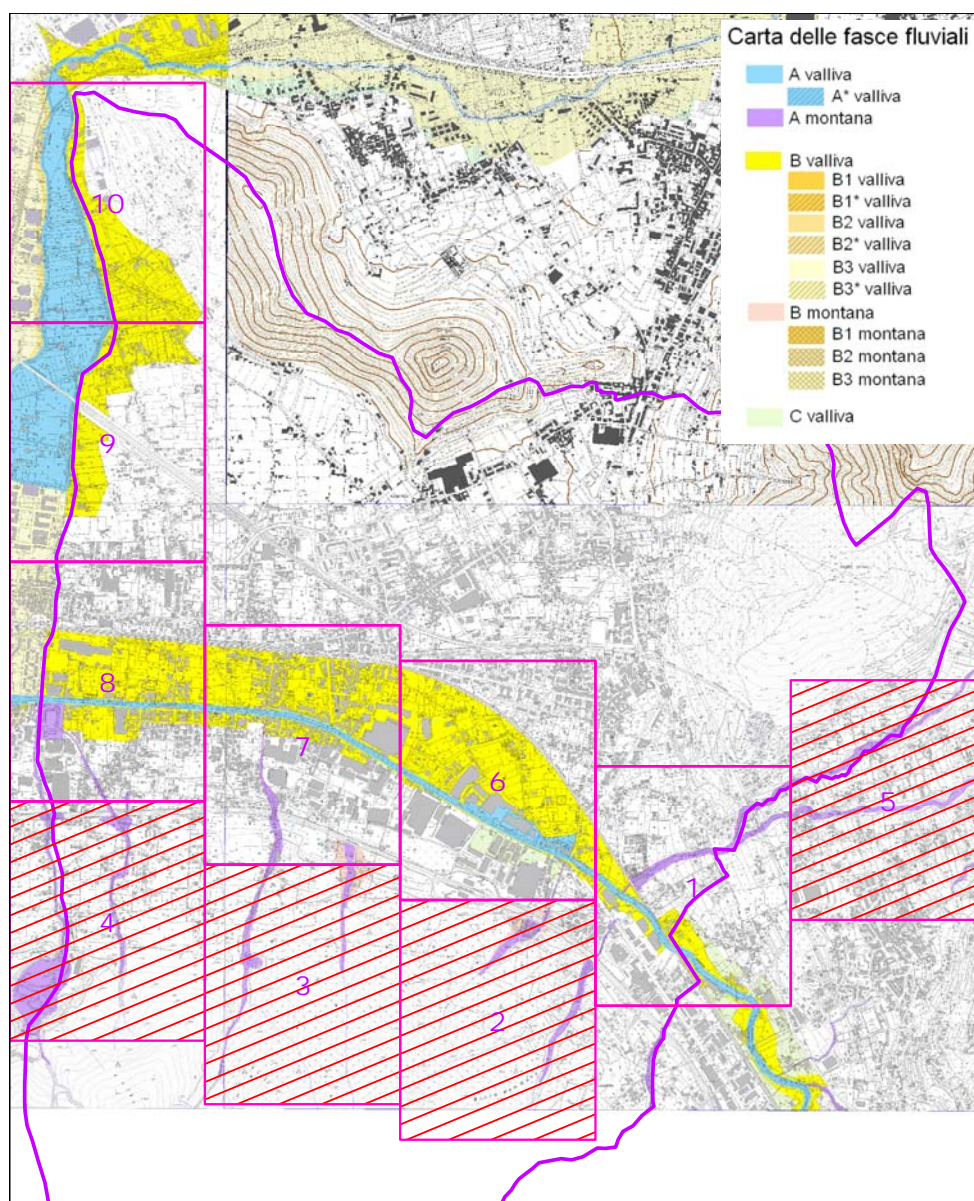 Carta delle fasce fluviali
A valliva
A* valliva
A montana
B valliva
B1 valliva
B1* valliva
B2 valliva
B2* valliva
B3 valliva
B3* valliva
B montana
B1 montana
B2 montana
B3 montana
C valliva
10
9
8
7
6
5
1
4
3
2